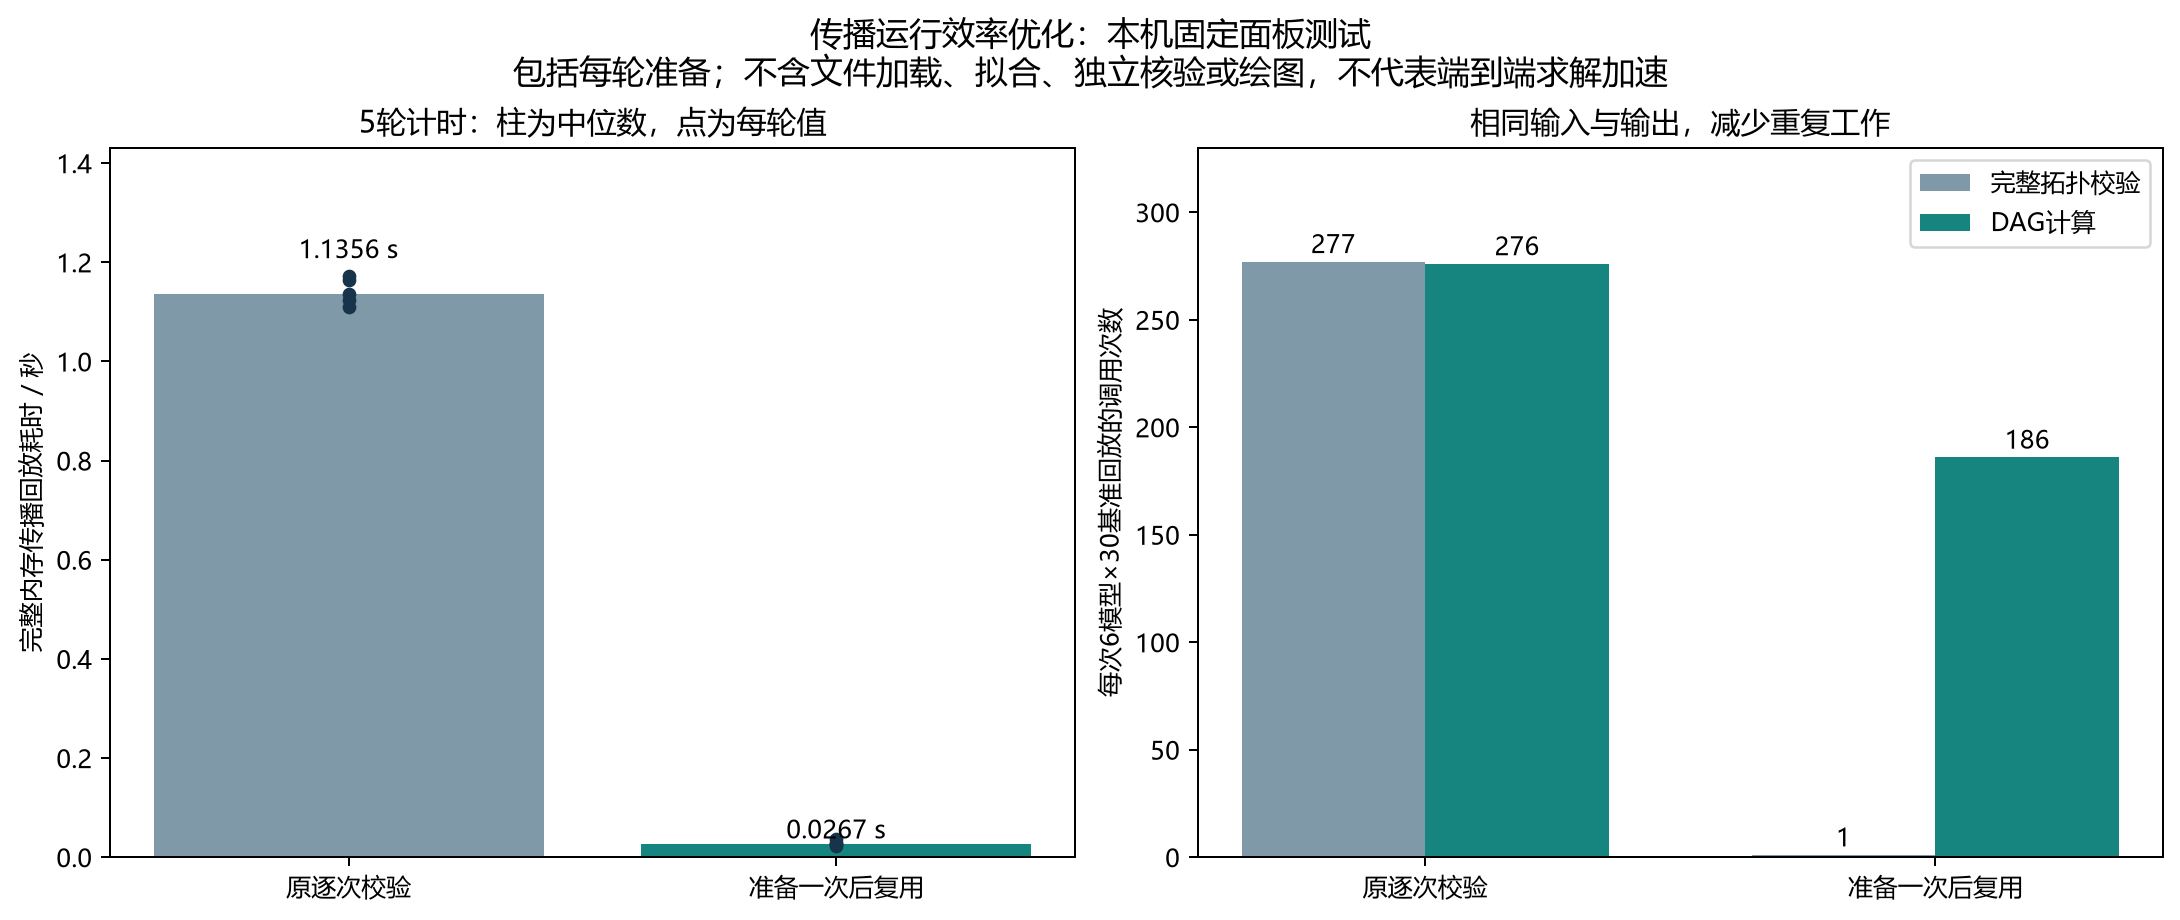 传播运行效率优化：本机固定面板测试
包括每轮准备；不含文件加载、拟合、独立核验或绘图，不代表端到端求解加速
5轮计时：柱为中位数，点为每轮值
完整内存传播回放耗时 / 秒
1.4
1.2
1.0
0.8
0.6
0.4
0.2
0.0
1.1356 s
0.0267 s
原逐次校验
准备一次后复用
相同输入与输出，减少重复工作
每次6模型×30基准回放的调用次数
300
250
200
150
100
50
0
完整拓扑校验
DAG计算
277
276
1
186
原逐次校验
准备一次后复用